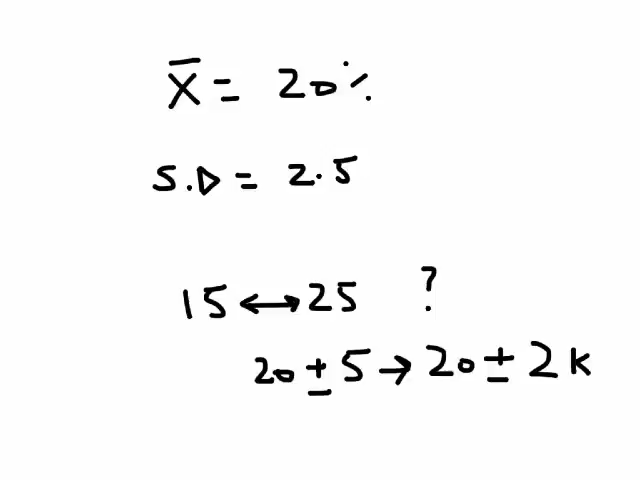 X̄ = 20%
S.D = 2.5
15 ↔ 25 ?
20 ± 5 → 20 ± 2k